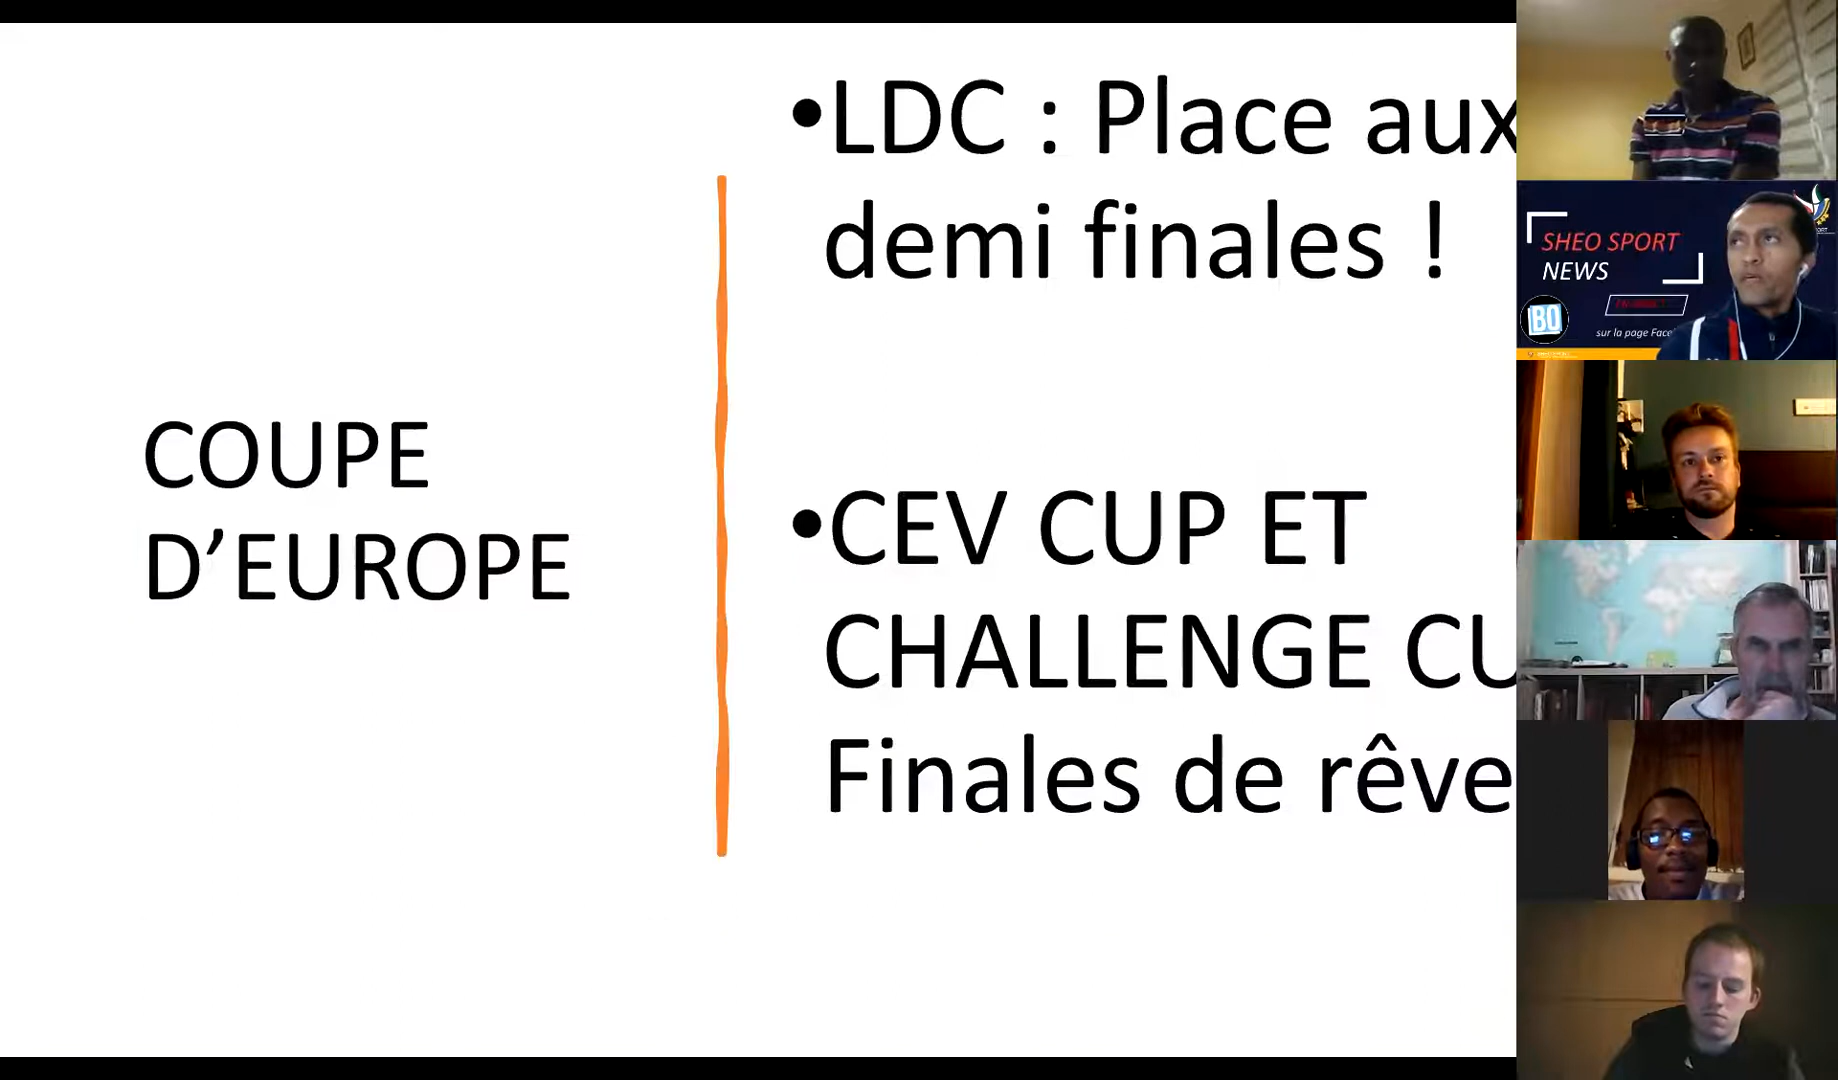 •LDC : Place aux
demi finales !
COUPE
D’EUROPE
•CEV CUP ET
CHALLENGE CU
Finales de rêve
SHEO SPORT
NEWS
BO
sur la page Face